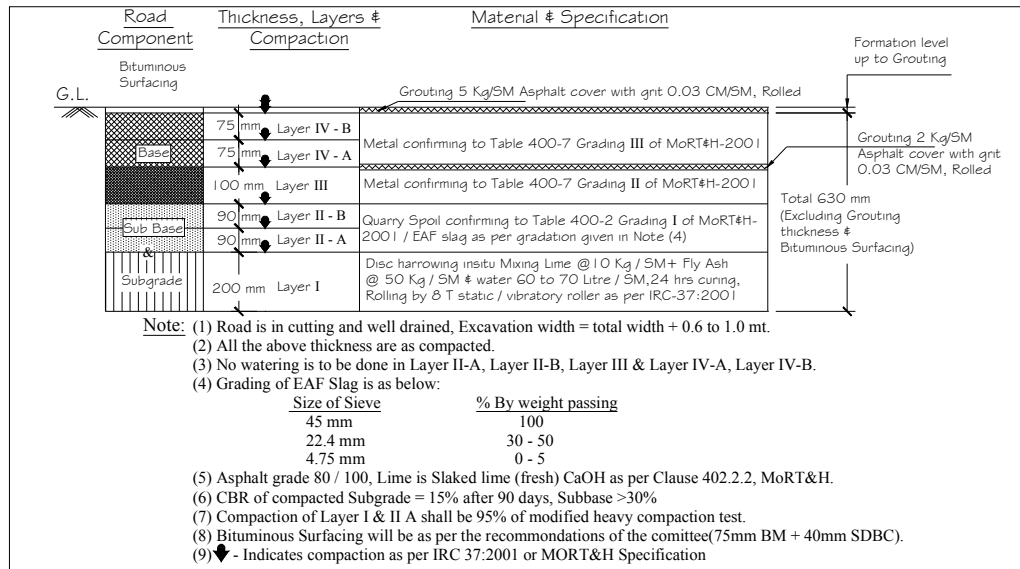 Road Component
Thickness, Layers & Compaction
Material & Specification
Bituminous Surfacing
G.L.
Grouting 5 Kg/SM Asphalt cover with grit 0.03 CM/SM, Rolled
Formation level up to Grouting
75 mm Layer IV - B
Base
75 mm Layer IV - A
Metal confirming to Table 400-7 Grading III of MoRT&H-2001
Grouting 2 Kg/SM
Asphalt cover with grit
0.03 CM/SM, Rolled
100 mm Layer III
Metal confirming to Table 400-7 Grading II of MoRT&H-2001
90 mm Layer II - B
Sub Base
90 mm Layer II - A
Quarry Spoil confirming to Table 400-2 Grading I of MoRT&H-
2001 / EAF slag as per gradation given in Note (4)
Total 630 mm
(Excluding Grouting
thickness &
Bituminous Surfacing)
&
Subgrade
200 mm Layer I
Disc harrowing insitu Mixing Lime @10 Kg / SM+ Fly Ash
@ 50 Kg / SM & water 60 to 70 Litre / SM,24 hrs curing,
Rolling by 8 T static / vibratory roller as per IRC-37:2001
Note: (1) Road is in cutting and well drained, Excavation width = total width + 0.6 to 1.0 mt.
(2) All the above thickness are as compacted.
(3) No watering is to be done in Layer II-A, Layer II-B, Layer III & Layer IV-A, Layer IV-B.
(4) Grading of EAF Slag is as below:
Size of Sieve % By weight passing
45 mm 100
22.4 mm 30 - 50
4.75 mm 0 - 5
(5) Asphalt grade 80 / 100, Lime is Slaked lime (fresh) CaOH as per Clause 402.2.2, MoRT&H.
(6) CBR of compacted Subgrade = 15% after 90 days, Subbase >30%
(7) Compaction of Layer I & II A shall be 95% of modified heavy compaction test.
(8) Bituminous Surfacing will be as per the recommondations of the comittee(75mm BM + 40mm SDBC).
(9) - Indicates compaction as per IRC 37:2001 or MORT&H Specification